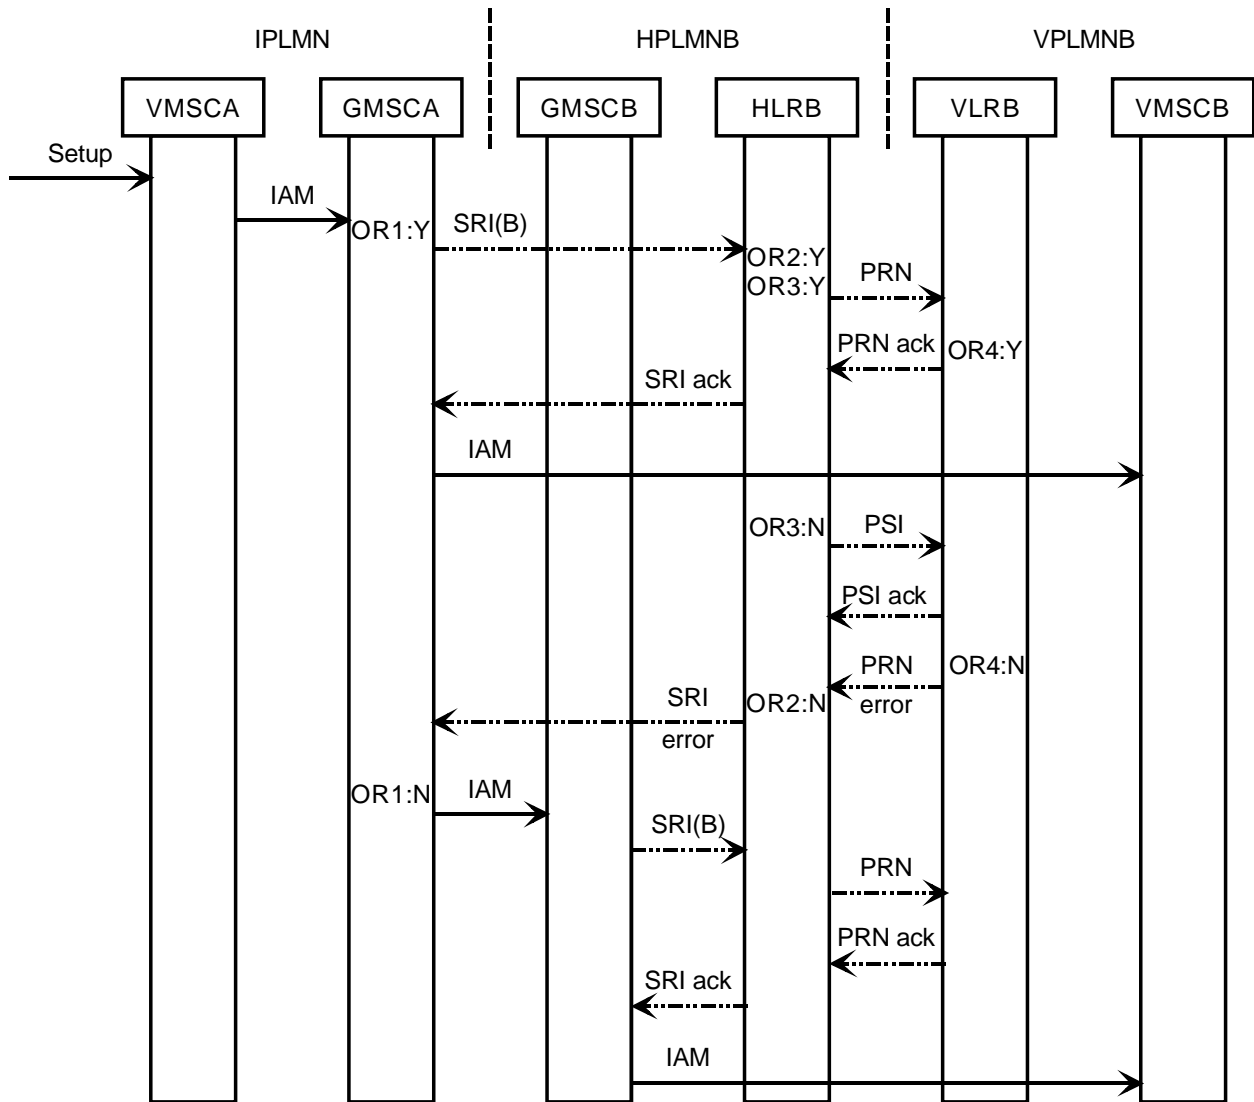 IPLMN HPLMNB VPLMNB
VMSCA GMSCA GMSCB HLRB VLRB VMSCB
Setup
IAM
OR1:Y SRI(B)
OR2:Y
OR3:Y PRN
PRN ack OR4:Y
SRI ack
IAM
OR3:N PSI
PSI ack
PRN OR4:N
error
SRI OR2:N
error
OR1:N IAM
SRI(B)
PRN
PRN ack
SRI ack
IAM